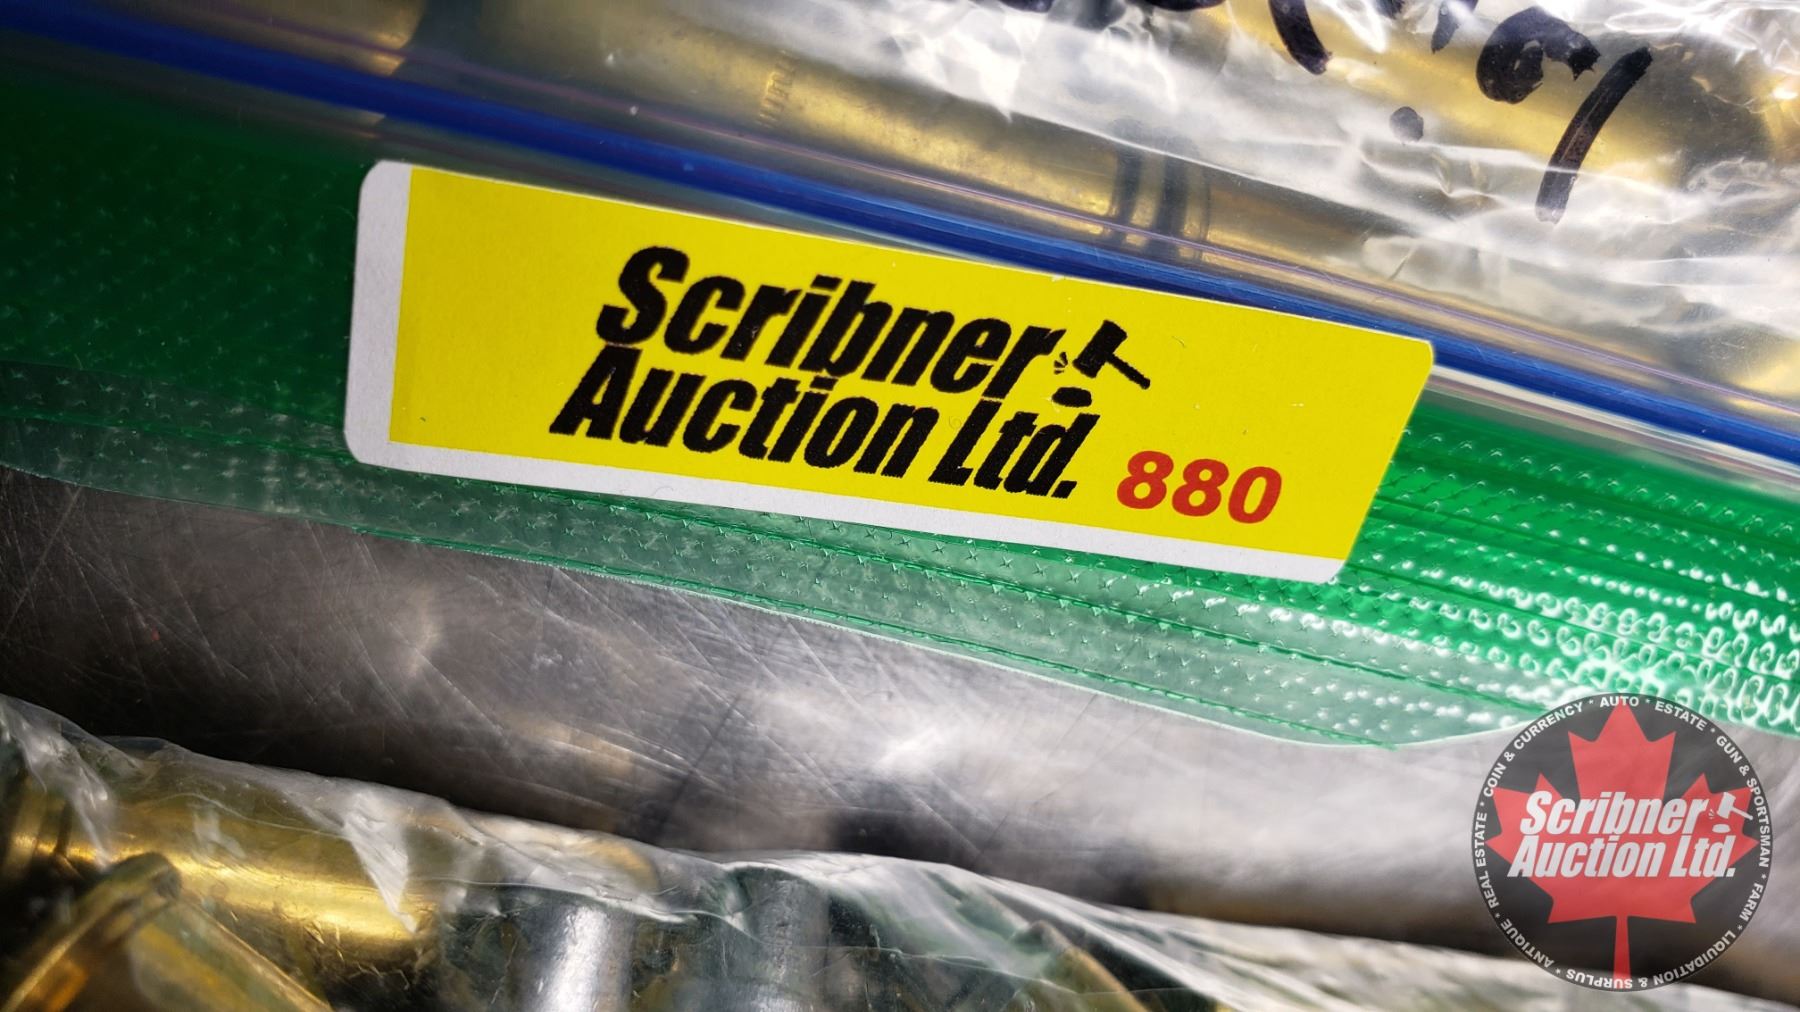 Scribner
Auction Ltd.
880
Scribner
Auction Ltd.
ANTIQUE * REAL ESTATE * COIN & CURRENCY * AUTO * ESTATE * GUN & SPORTSMAN * FARM * LIQUIDATION & SURPLUS *